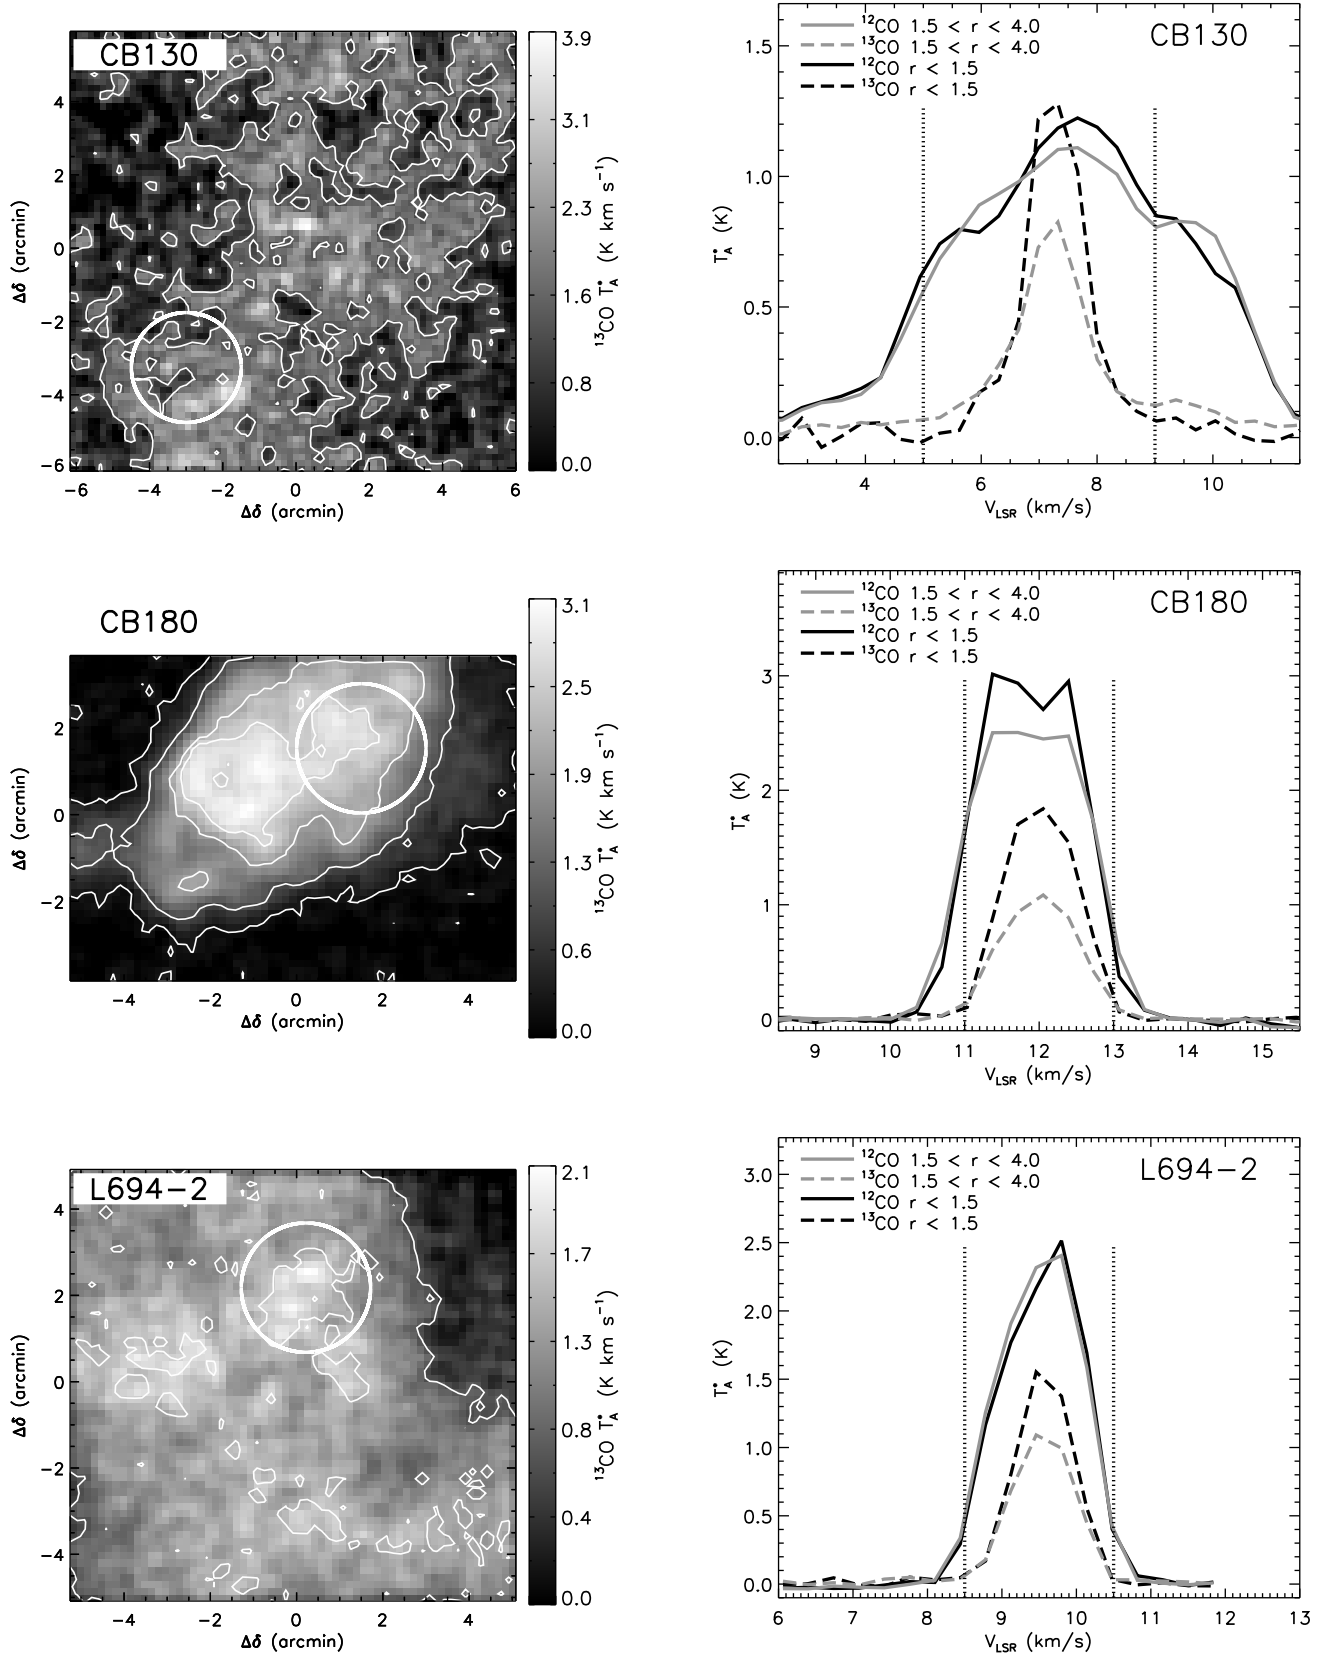 CB130
4
2
0
−2
−4
−6
Δδ (arcmin)
−6 −4 −2 0 2 4 6
Δδ (arcmin)
3.9
3.1
2.3
1.6
0.8
0.0
¹³CO T*A (K km s⁻¹)
¹²CO 1.5 < r < 4.0
¹³CO 1.5 < r < 4.0
¹²CO r < 1.5
¹³CO r < 1.5
CB130
1.5
1.0
0.5
0.0
T*A (K)
4 6 8 10
VLSR (km/s)
CB180
2
0
−2
Δδ (arcmin)
−4 −2 0 2 4
Δδ (arcmin)
3.1
2.5
1.9
1.3
0.6
0.0
¹³CO T*A (K km s⁻¹)
¹²CO 1.5 < r < 4.0
¹³CO 1.5 < r < 4.0
¹²CO r < 1.5
¹³CO r < 1.5
CB180
3
2
1
0
T*A (K)
9 10 11 12 13 14 15
VLSR (km/s)
L694−2
4
2
0
−2
−4
Δδ (arcmin)
−4 −2 0 2 4
Δδ (arcmin)
2.1
1.7
1.3
0.8
0.4
0.0
¹³CO T*A (K km s⁻¹)
¹²CO 1.5 < r < 4.0
¹³CO 1.5 < r < 4.0
¹²CO r < 1.5
¹³CO r < 1.5
L694−2
3.0
2.5
2.0
1.5
1.0
0.5
0.0
T*A (K)
6 7 8 9 10 11 12 13
VLSR (km/s)